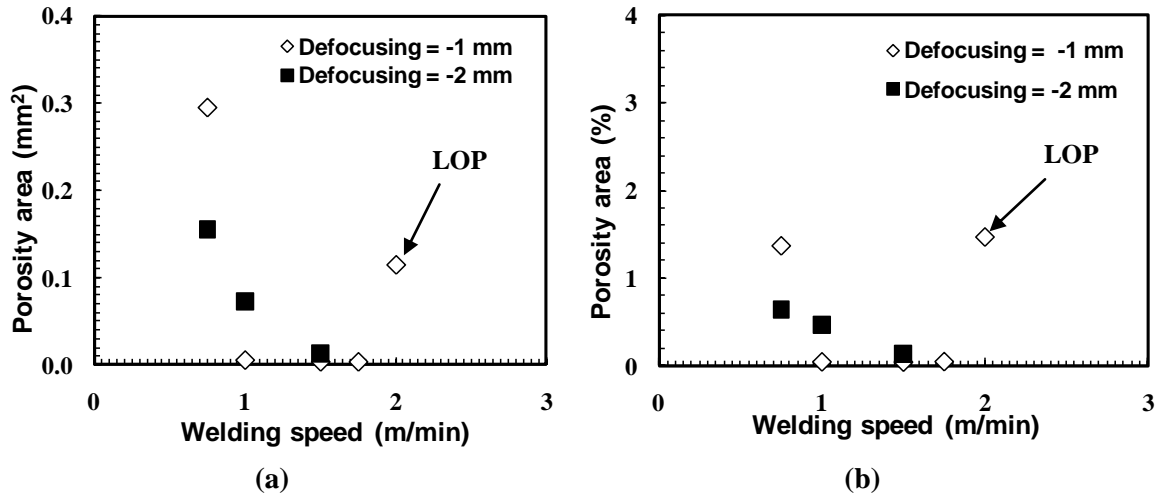 Porosity area (mm²)
0.4
0.3
0.2
0.1
0.0
Defocusing = -1 mm
Defocusing = -2 mm
LOP
0 1 2 3
Welding speed (m/min)
(a)
Porosity area (%)
4
3
2
1
0
Defocusing = -1 mm
Defocusing = -2 mm
LOP
0 1 2 3
Welding speed (m/min)
(b)